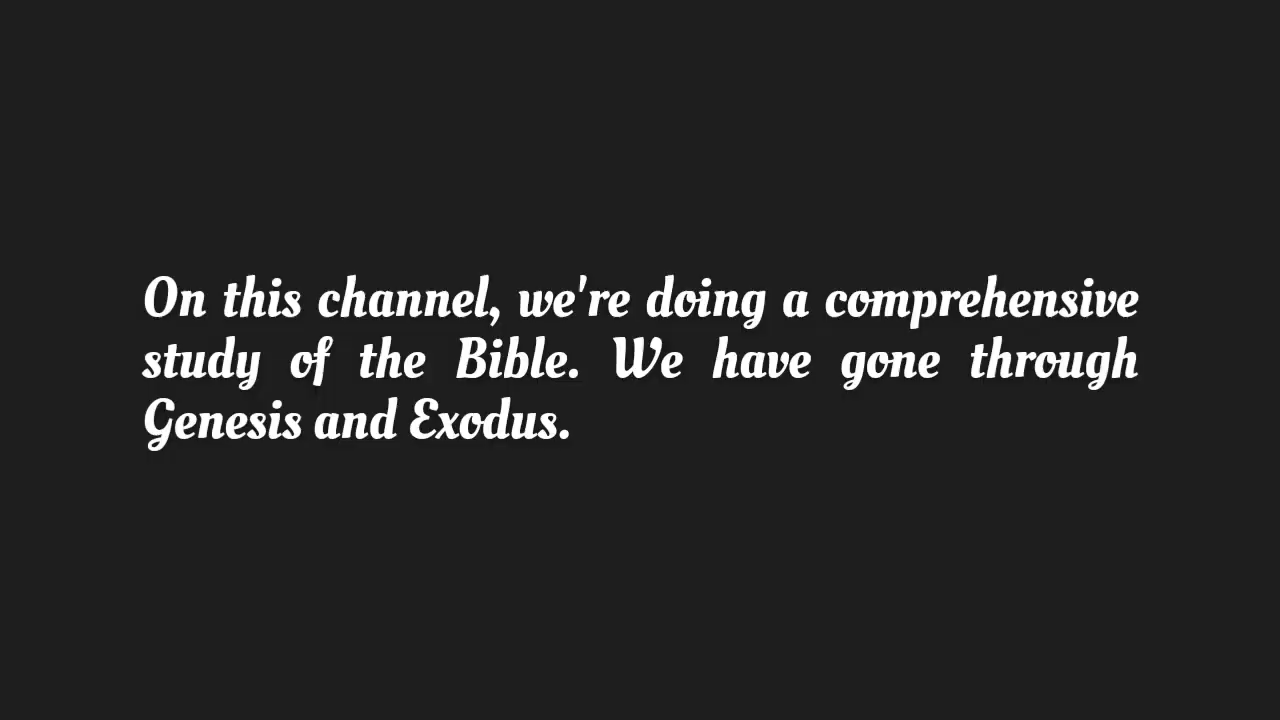 On this channel, we're doing a comprehensive
study of the Bible. We have gone through
Genesis and Exodus.